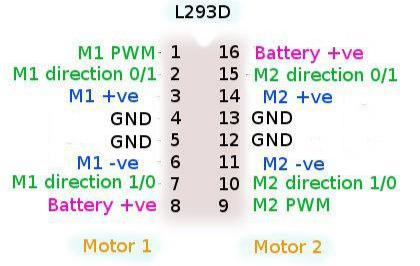 L293D
M1 PWM 1 16 Battery +ve
M1 direction 0/1 2 15 M2 direction 0/1
M1 +ve 3 14 M2 +ve
GND 4 13 GND
GND 5 12 GND
M1 -ve 6 11 M2 -ve
M1 direction 1/0 7 10 M2 direction 1/0
Battery +ve 8 9 M2 PWM
Motor 1 Motor 2